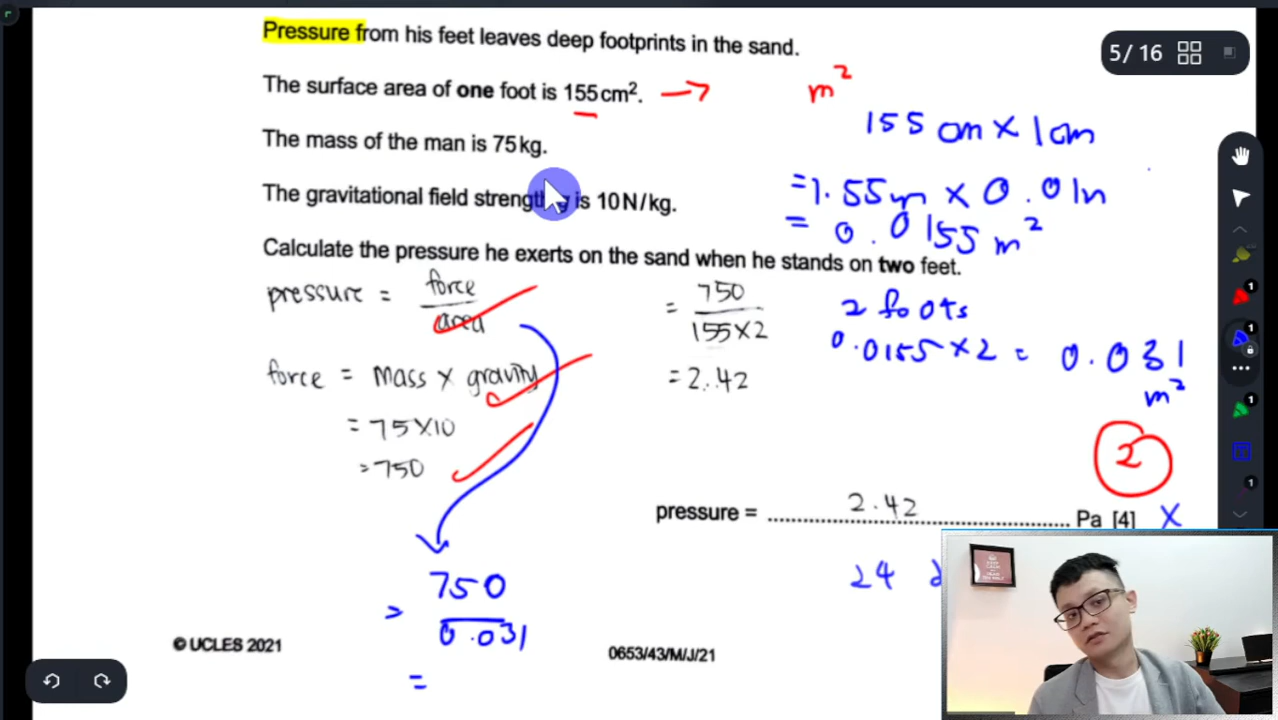 Pressure from his feet leaves deep footprints in the sand.
5 / 16
The surface area of one foot is 155 cm². → m²
155 cm × 1 cm
The mass of the man is 75 kg.
= 1.55m × 0.01m
The gravitational field strength is 10 N / kg.
= 0.0155 m²
Calculate the pressure he exerts on the sand when he stands on two feet.
pressure = force / area
= 750 / 155×2
2 foots
0.0155 × 2 = 0.031 m²
force = Mass × gravity
= 2.42
= 75×10
= 750
2
pressure = .......... 2.42 .......... Pa [4] X
24
= 750 / 0.031
=
© UCLES 2021
0653/43/M/J/21